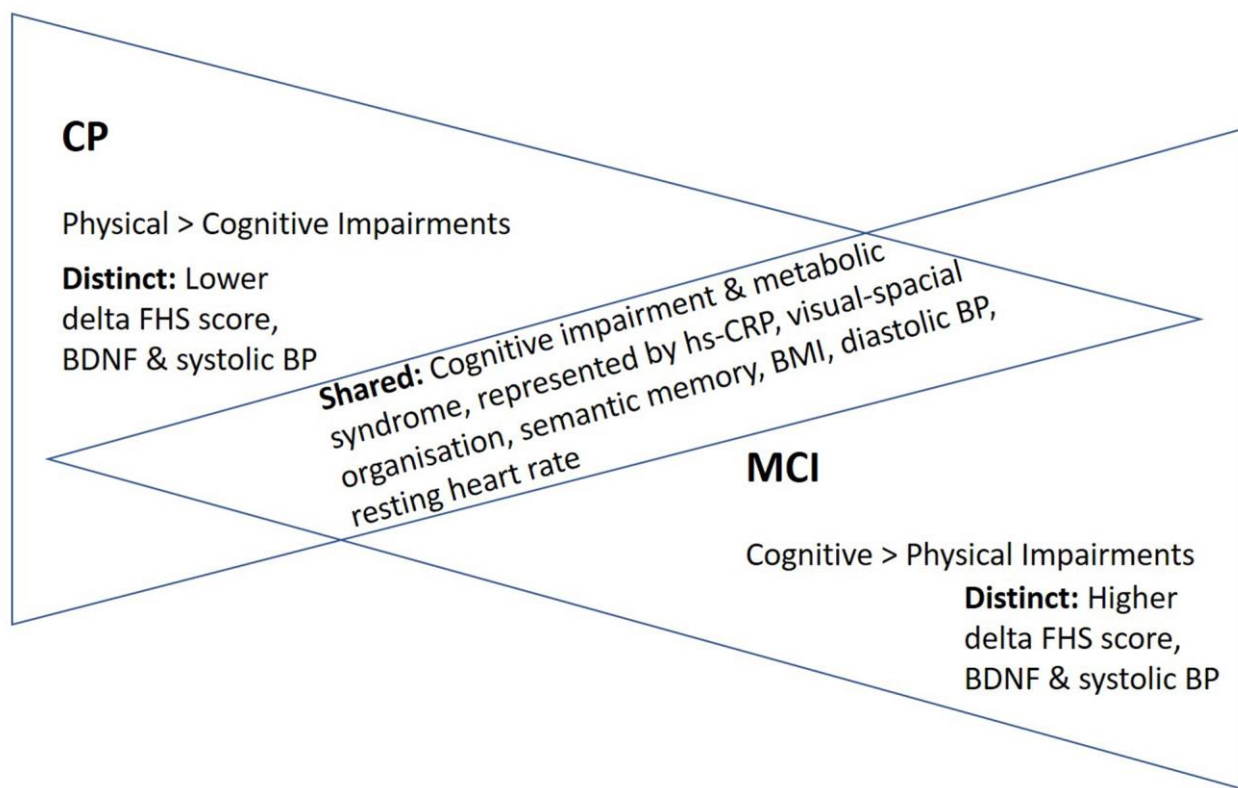 CP
Physical > Cognitive Impairments
Distinct: Lower
delta FHS score,
BDNF & systolic BP
Shared: Cognitive impairment & metabolic
syndrome, represented by hs-CRP, visual-spacial
organisation, semantic memory, BMI, diastolic BP,
resting heart rate
MCI
Cognitive > Physical Impairments
Distinct: Higher
delta FHS score,
BDNF & systolic BP